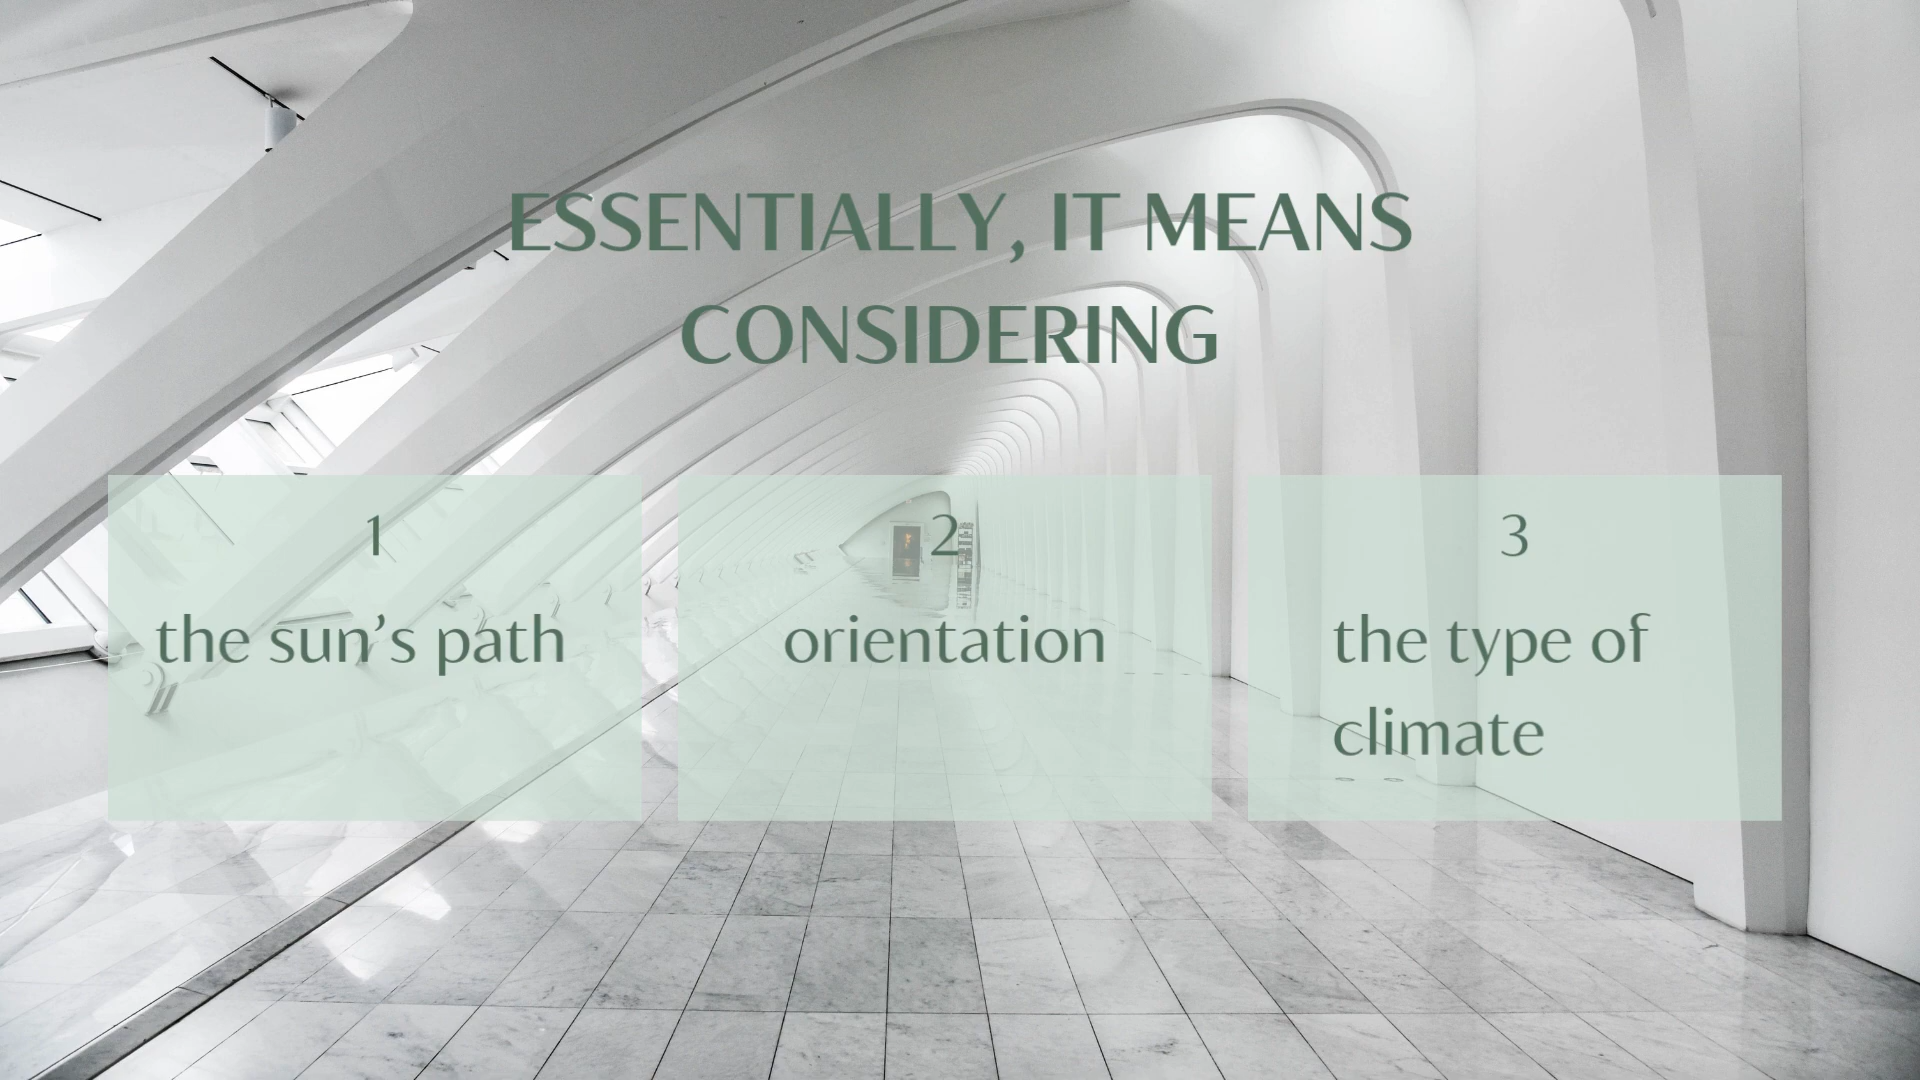 ESSENTIALLY, IT MEANS
CONSIDERING
1
the sun’s path
2
orientation
3
the type of
climate